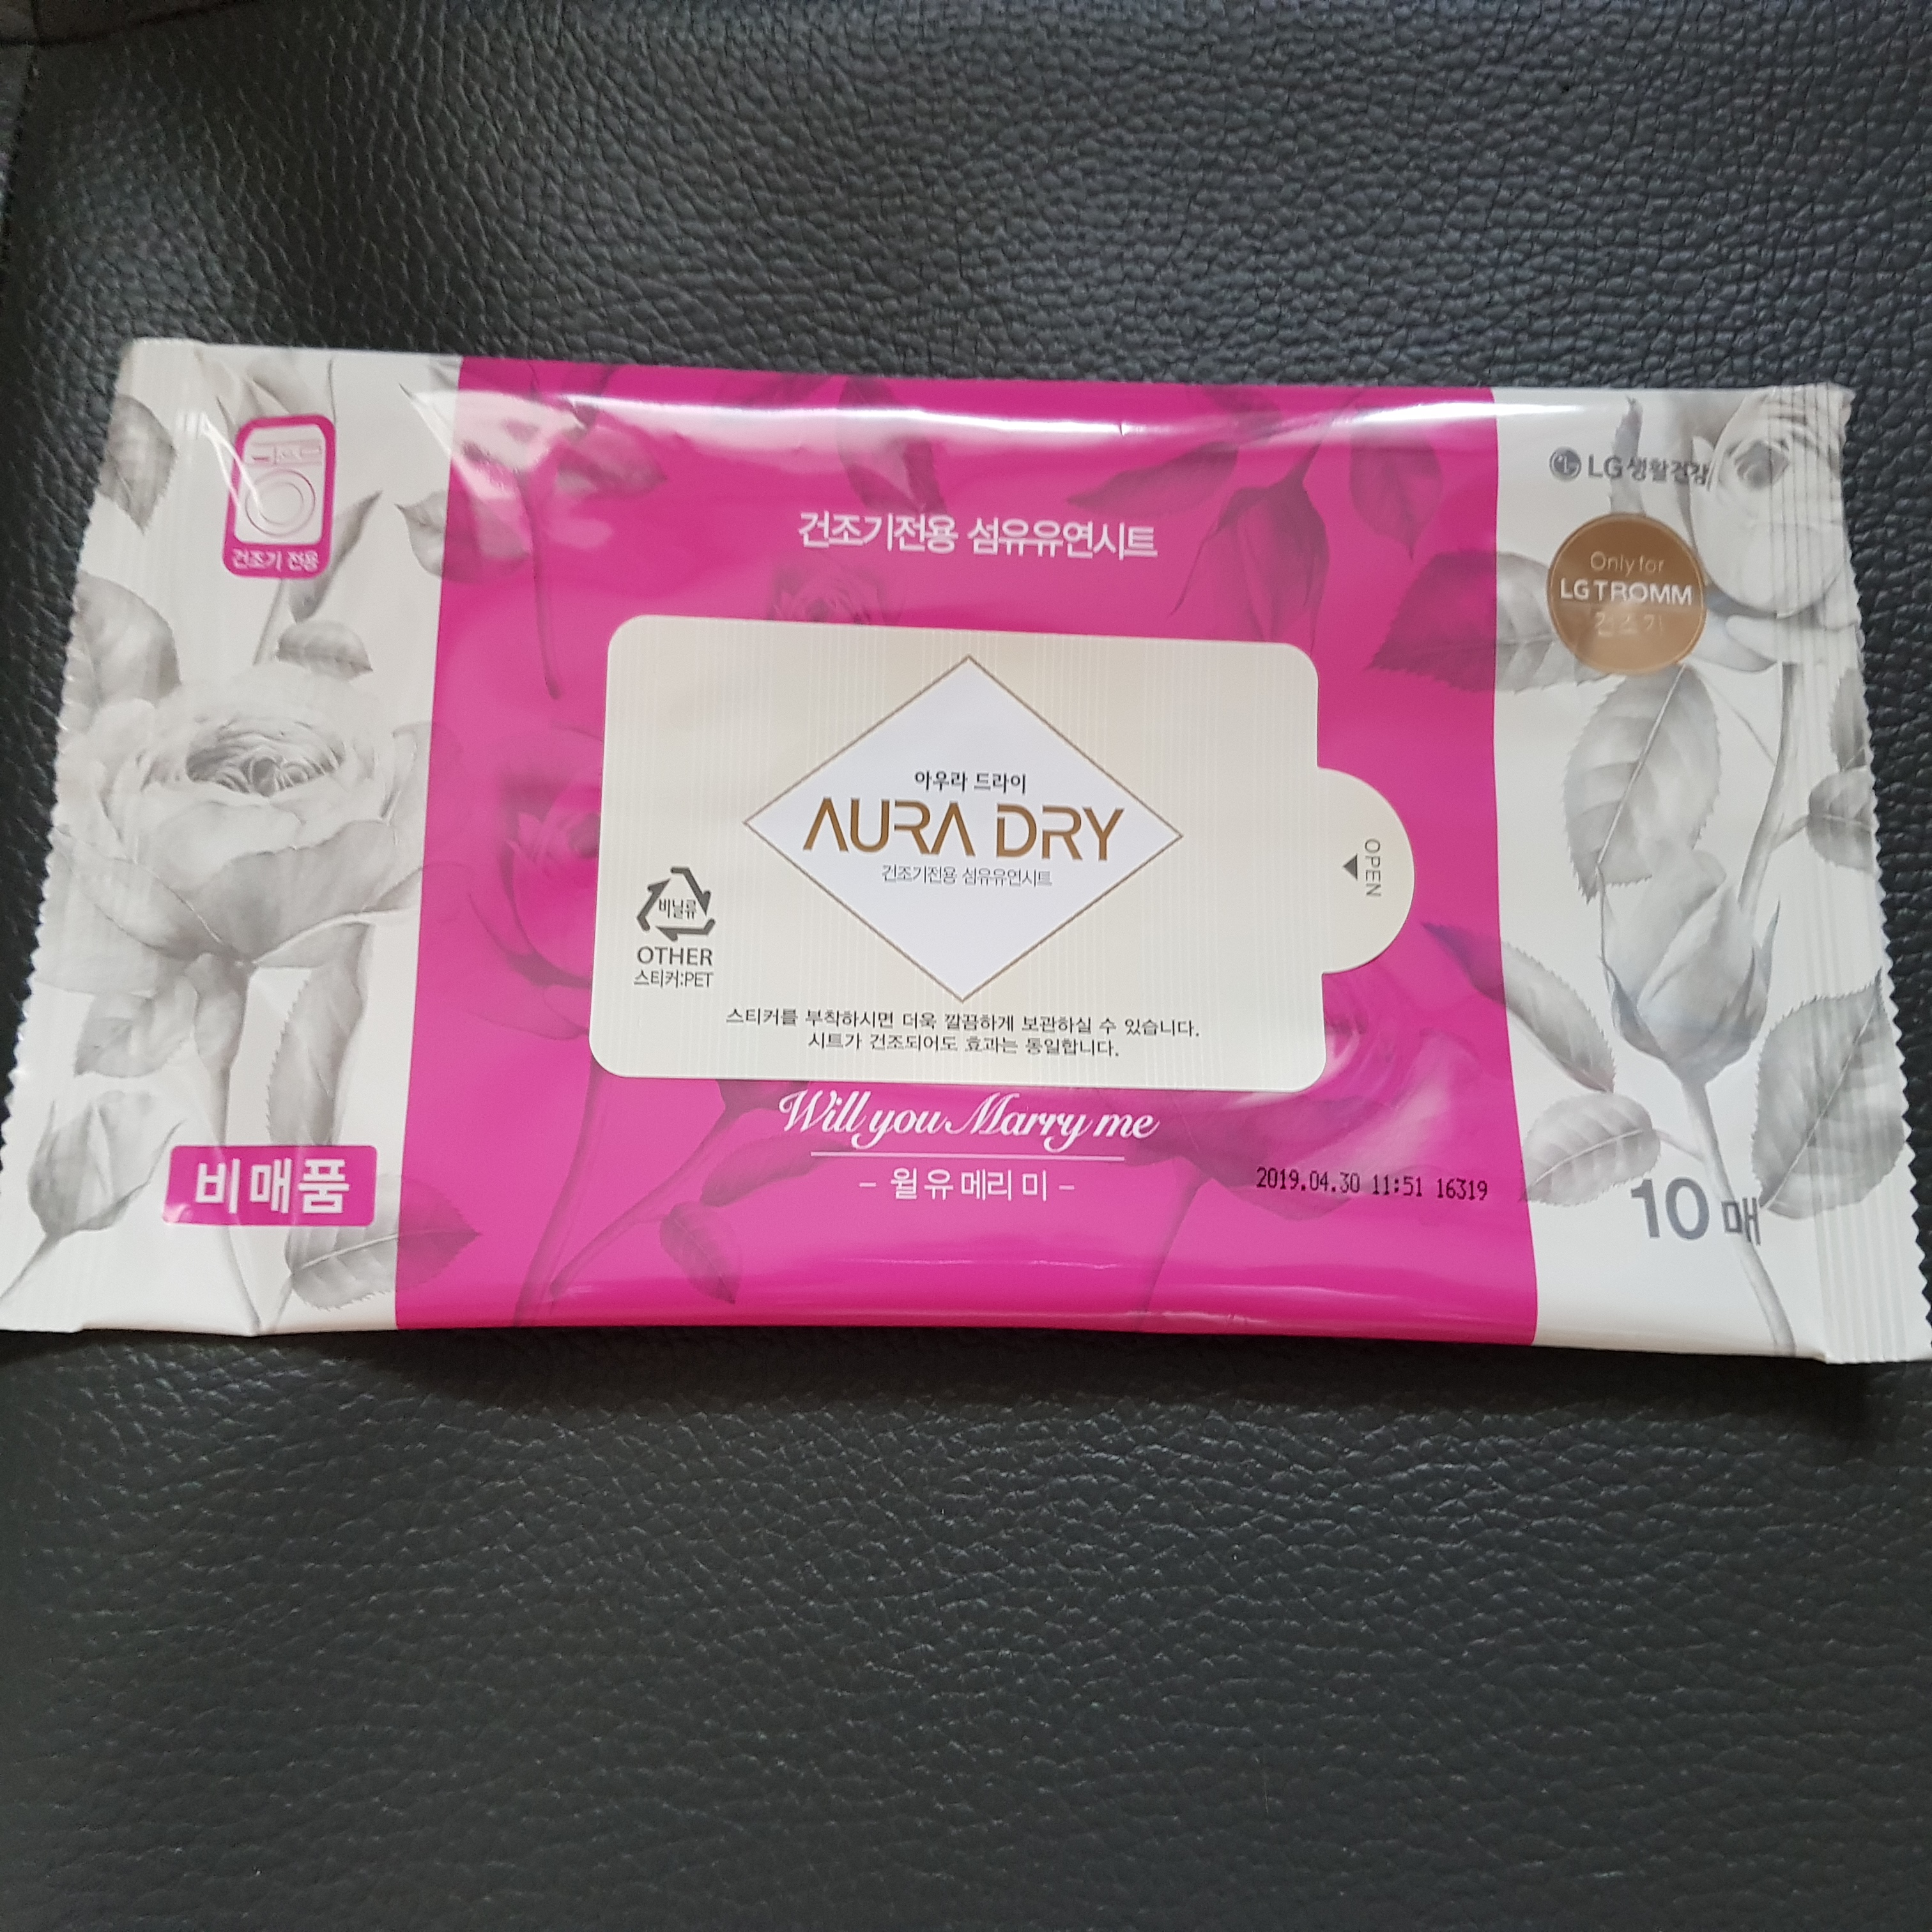 건조기 전용
LG생활건강
건조기전용 섬유유연시트
Only for
LG TROMM
건조기
아우라 드라이
AURA DRY
건조기전용 섬유유연시트
OPEN
비닐류
OTHER
스티커:PET
스티커를 부착하시면 더욱 깔끔하게 보관하실 수 있습니다.
시트가 건조되어도 효과는 동일합니다.
Will you Marry me
- 윌유메리미 -
비매품
2019.04.30 11:51 16319
10 매